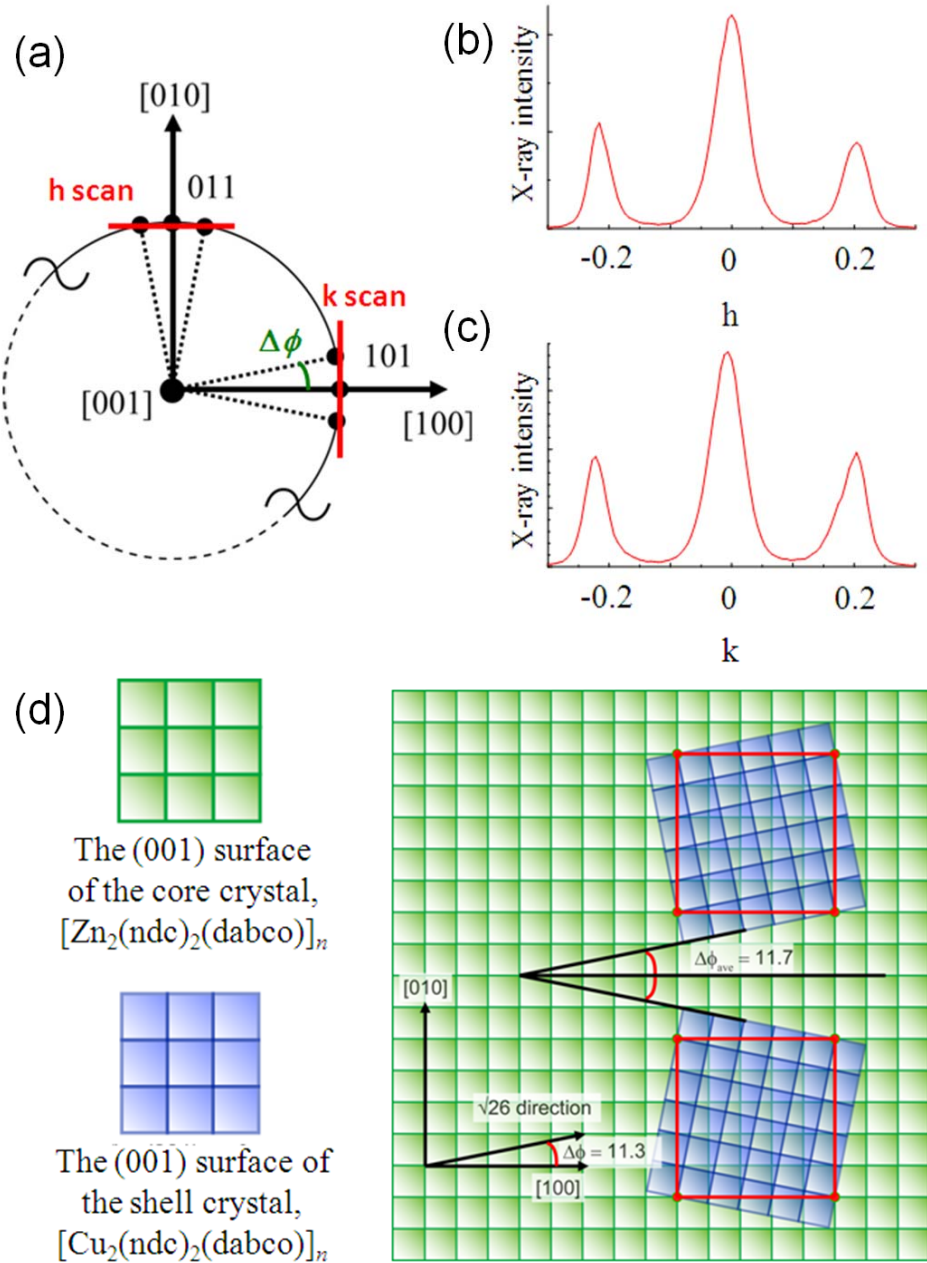 (a)
[010]
h scan
011
k scan
Δϕ
101
[001]
[100]
(b)
X-ray intensity
-0.2
0
0.2
h
(c)
X-ray intensity
-0.2
0
0.2
k
(d)
The (001) surface
of the core crystal,
[Zn₂(ndc)₂(dabco)]ₙ
The (001) surface of
the shell crystal,
[Cu₂(ndc)₂(dabco)]ₙ
Δϕave = 11.7
[010]
√26 direction
Δϕ = 11.3
[100]